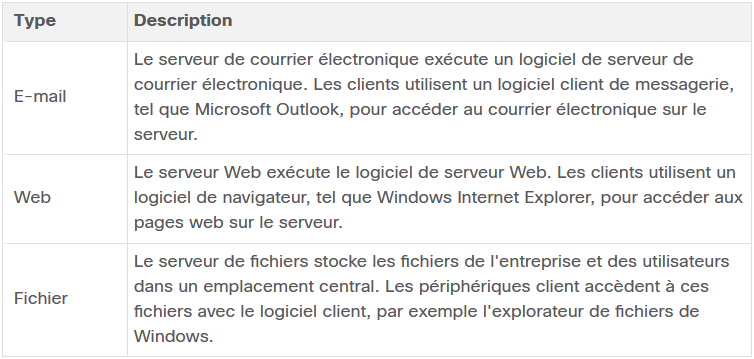 Type Description
Le serveur de courrier électronique exécute un logiciel de serveur de
courrier électronique. Les clients utilisent un logiciel client de messagerie,
E-mail
tel que Microsoft Outlook, pour accéder au courrier électronique sur le
serveur.
Le serveur Web exécute le logiciel de serveur Web. Les clients utilisent un
Web logiciel de navigateur, tel que Windows Internet Explorer, pour accéder aux
pages web sur le serveur.
Le serveur de fichiers stocke les fichiers de l'entreprise et des utilisateurs
dans un emplacement central. Les périphériques client accèdent à ces
Fichier
fichiers avec le logiciel client, par exemple l'explorateur de fichiers de
Windows.